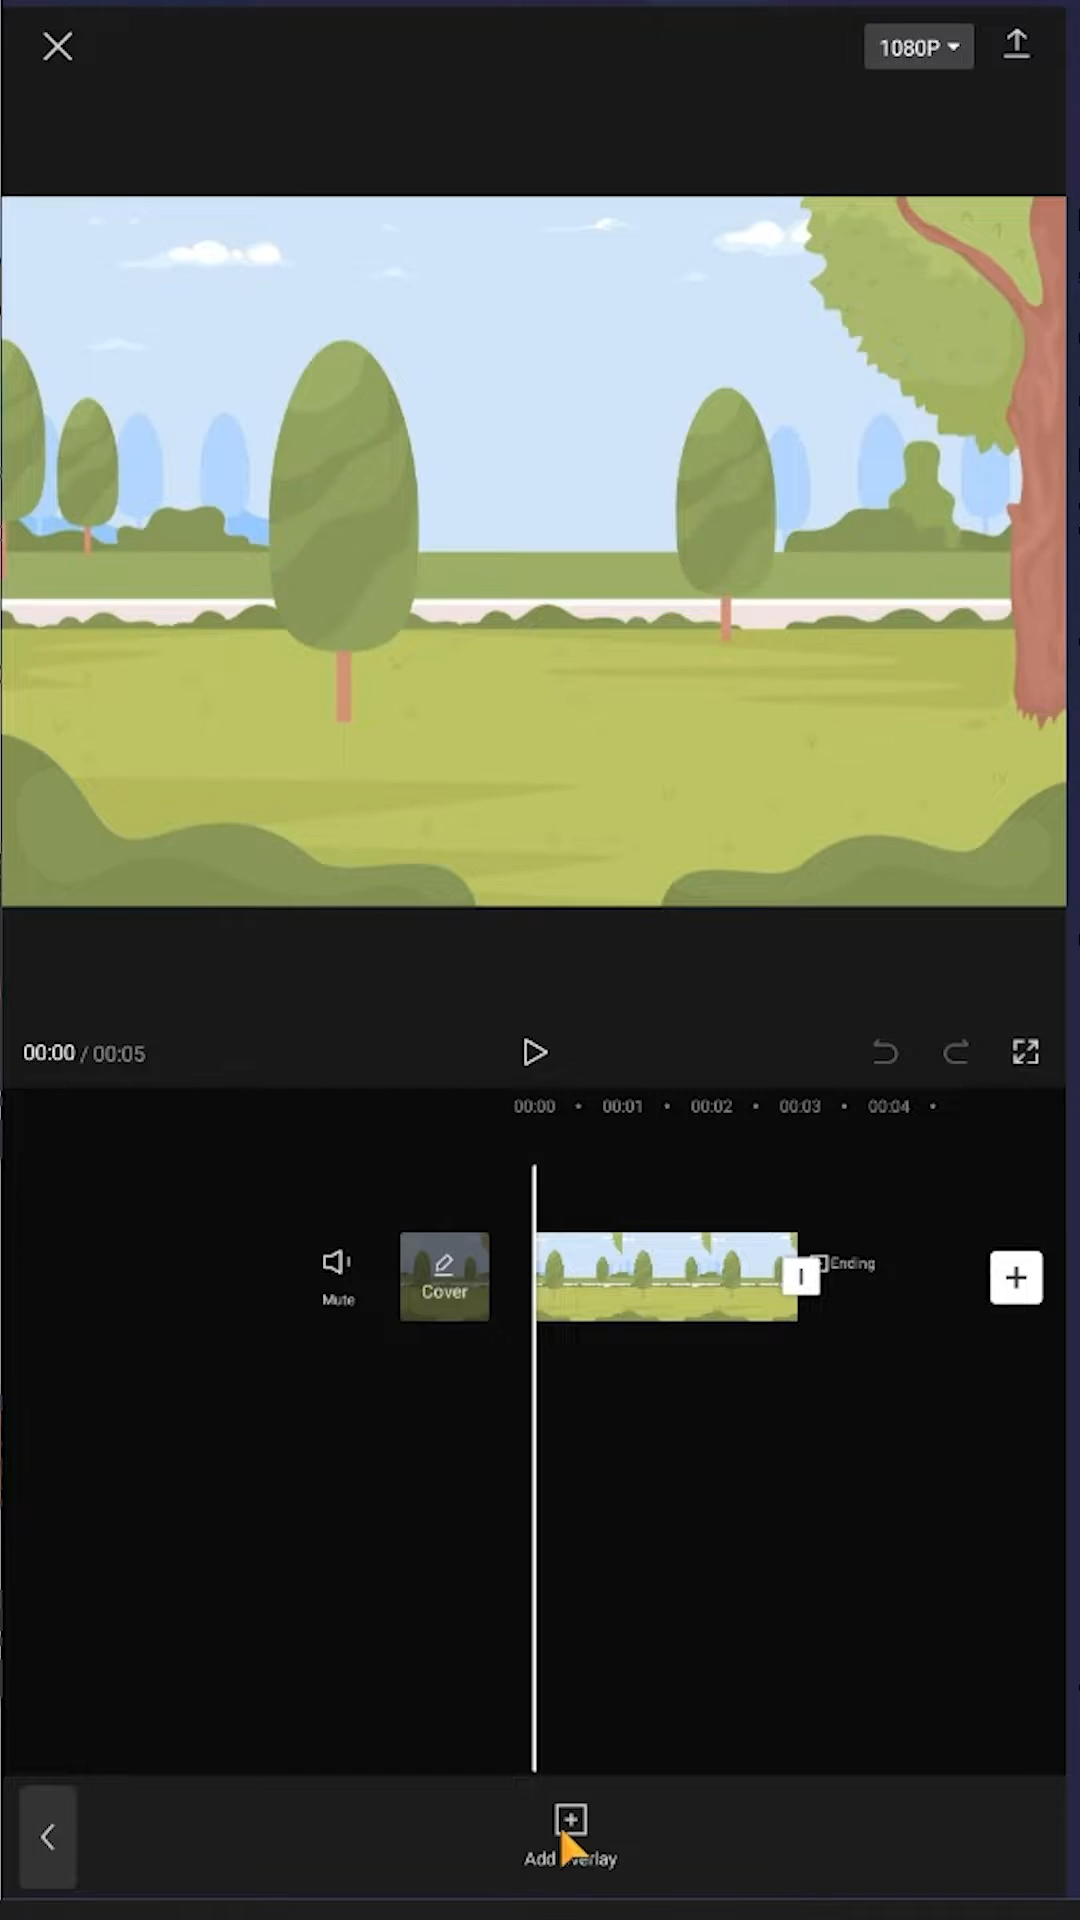 1080P
00:00 / 00:05
00:00 • 00:01 • 00:02 • 00:03 • 00:04 •
Mute
Cover
Ending
Add